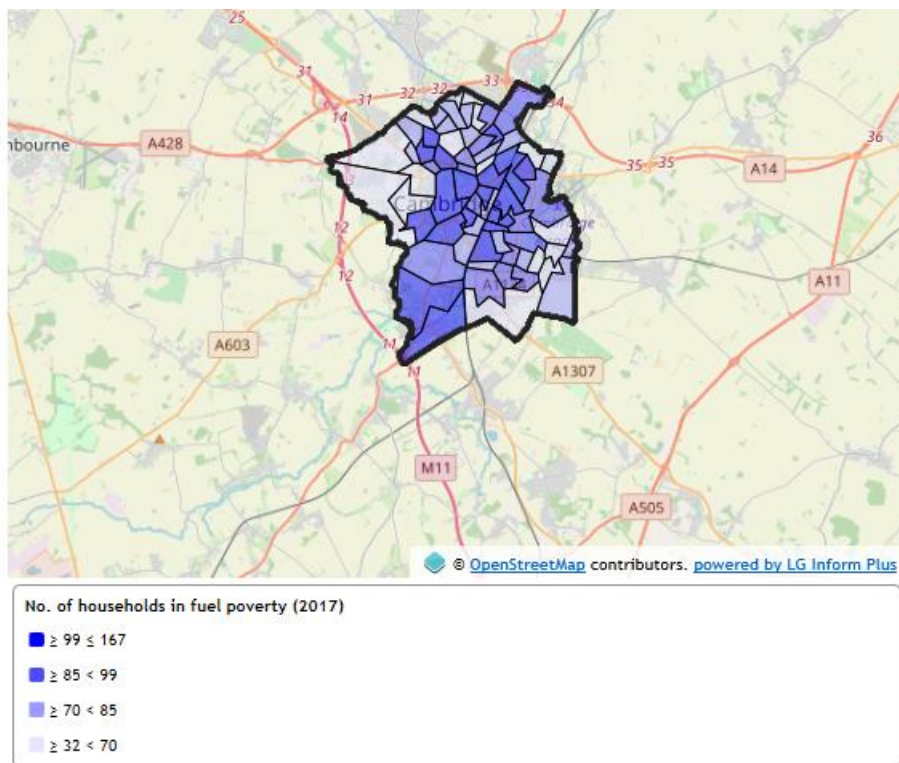 25
31
33
32
32
31
34
14
36
nbourne
A428
35
35
A14
3
Cambridge
12
12
A11
A603
11
11
A1307
M11
A505
© OpenStreetMap contributors. powered by LG Inform Plus
No. of households in fuel poverty (2017)
≥ 99 ≤ 167
≥ 85 < 99
≥ 70 < 85
≥ 32 < 70